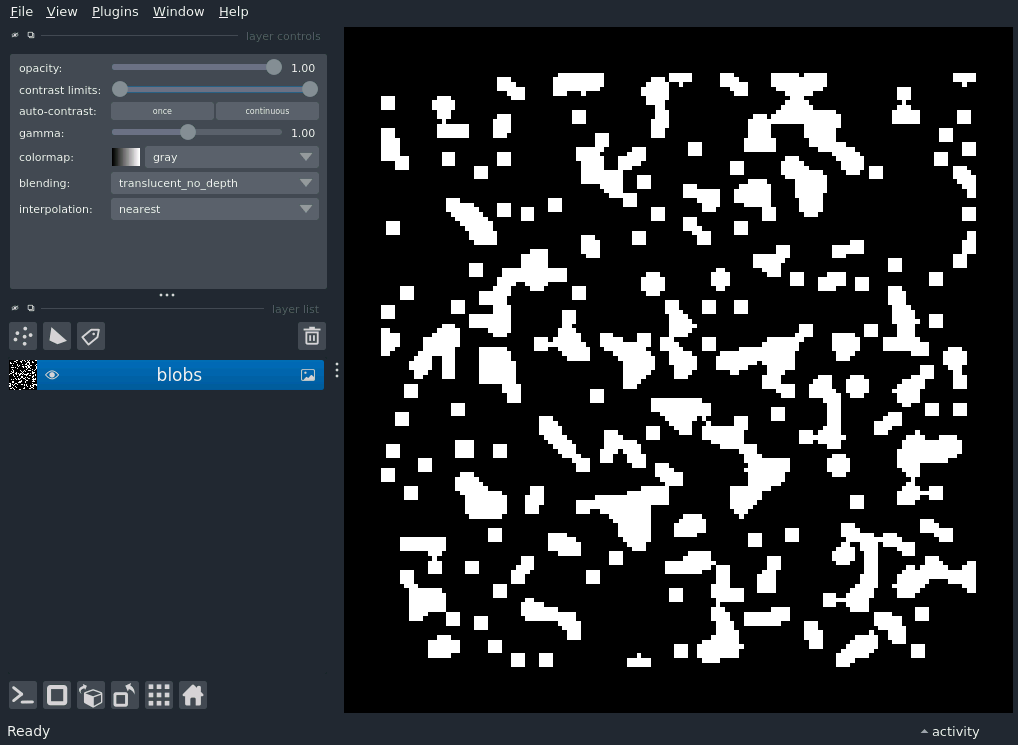 File View Plugins Window Help
layer controls
opacity: 1.00
contrast limits:
auto-contrast: once continuous
gamma: 1.00
colormap: gray
blending: translucent_no_depth
interpolation: nearest
layer list
blobs
Ready activity